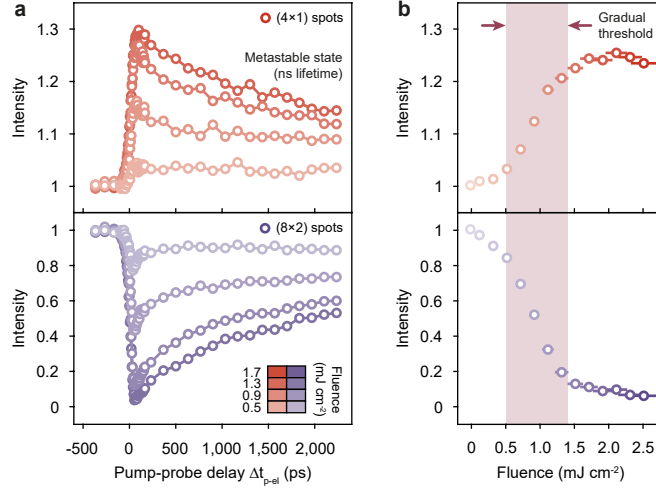 a
b
(4×1) spots
Metastable state
(ns lifetime)
Intensity
1.3
1.2
1.1
1
Gradual
threshold
Intensity
1.3
1.2
1.1
1
(8×2) spots
Intensity
1
0.8
0.6
0.4
0.2
0
1.7
1.3
0.9
0.5
Fluence
(mJ cm-2)
-500
0
500
1,000
1,500
2,000
Pump-probe delay Δtp-el (ps)
Intensity
1
0.8
0.6
0.4
0.2
0
0
0.5
1.0
1.5
2.0
2.5
Fluence (mJ cm-2)